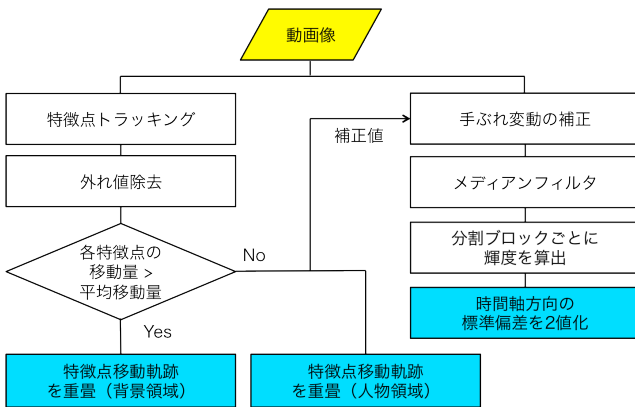 動画像
特徴点トラッキング
外れ値除去
各特徴点の
移動量 >
平均移動量
No
Yes
特徴点移動軌跡
を重畳（背景領域）
特徴点移動軌跡
を重畳（人物領域）
補正値
手ぶれ変動の補正
メディアンフィルタ
分割ブロックごとに
輝度を算出
時間軸方向の
標準偏差を2値化